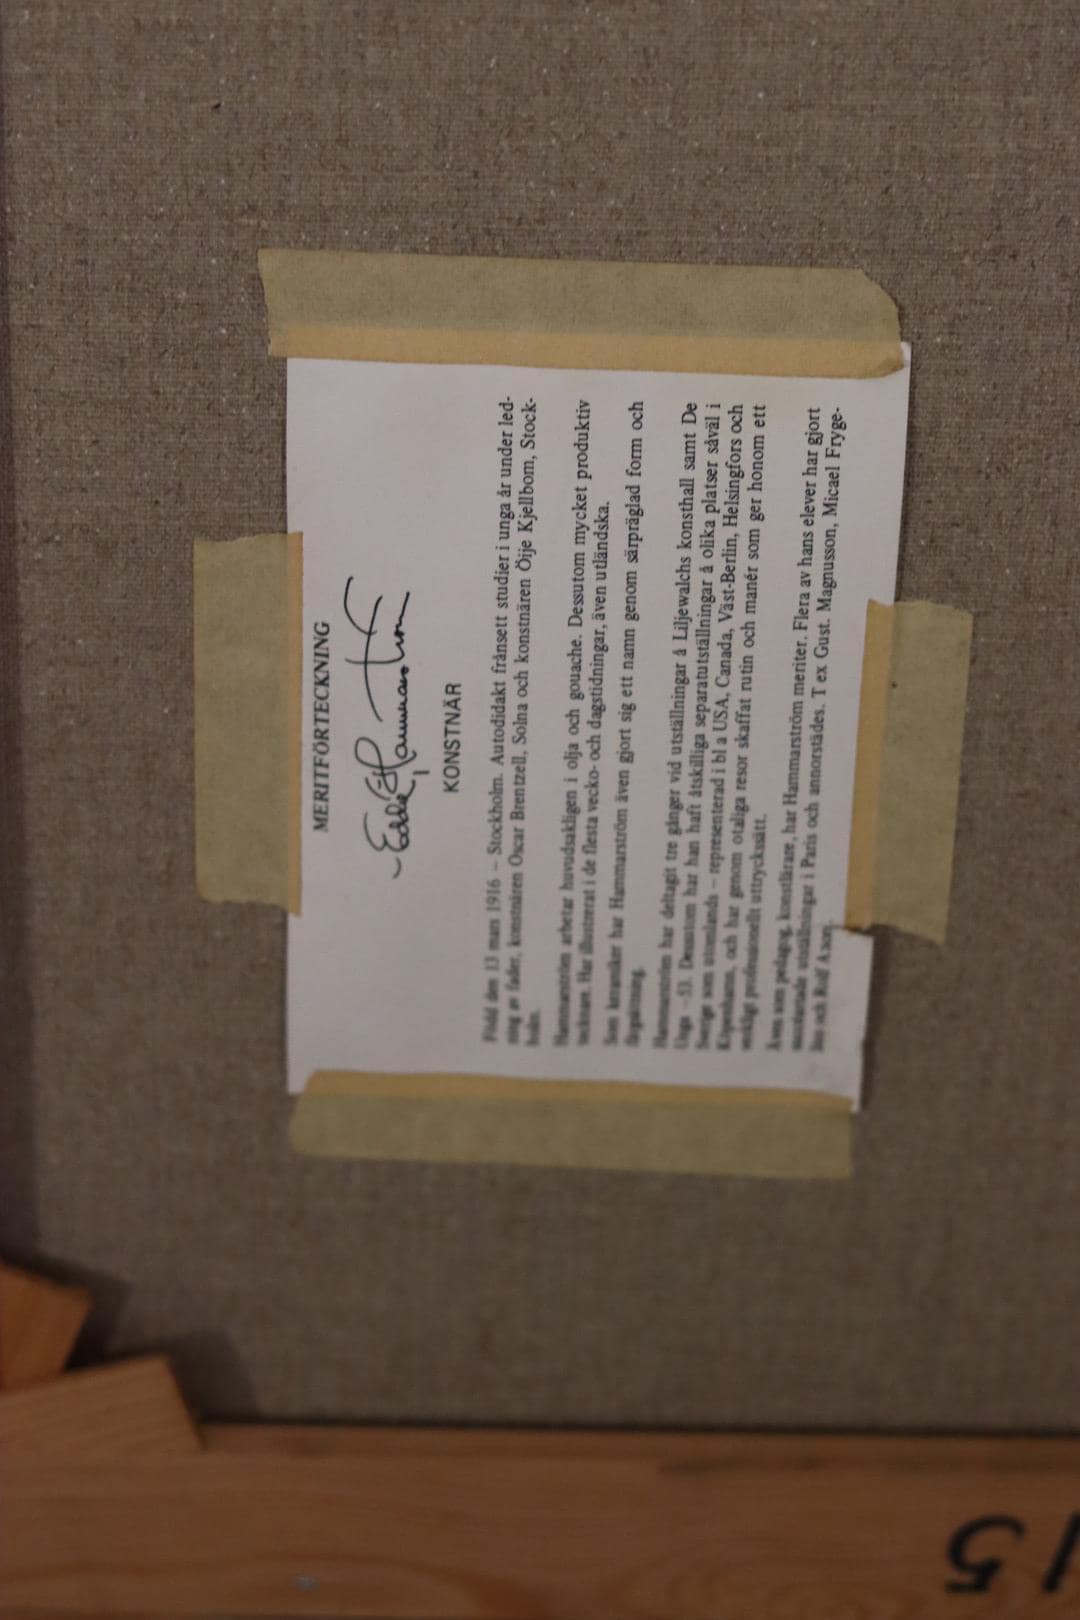 MERITFÖRTECKNING
Edde Hammarström
KONSTNÄR
Född den 13 mars 1916 – Stockholm. Autodidakt frånsett studier i unga år under led-
ning av fader, konstnären Oscar Brentzell, Solna och konstnären Öije Kjellbom, Stock-
holm.
Hammarström arbetar huvudsakligen i olja och gouache. Dessutom mycket produktiv
tecknare. Har illustrerat i de flesta vecko- och dagstidningar, även utländska.
Som keramiker har Hammarström även gjort sig ett namn genom särpräglad form och
färgsättning.
Hammarström har deltagit tre gånger vid utställningar å Liljewalchs konsthall samt De
Unga –53. Dessutom har han haft åtskilliga separatutställningar å olika platser såväl i
Sverige som utomlands – representerad i bl a USA, Canada, Väst-Berlin, Helsingfors och
Köpenhamn, och har genom otaliga resor skaffat rutin och manér som ger honom ett
verkligt professionellt uttryckssätt.
Även som pedagog, konstlärare, har Hammarström meriter. Flera av hans elever har gjort
utställningar i Paris och annorstädes. T ex Gust. Magnusson, Micael Fryge-
och Rolf
15